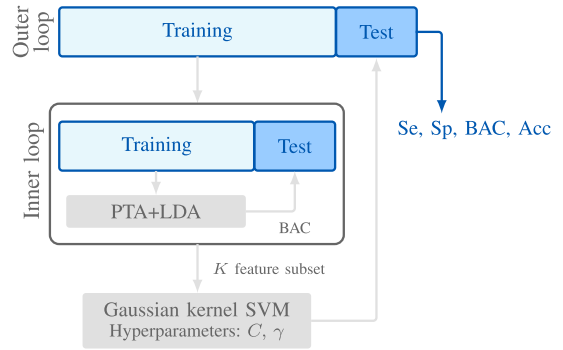 Outer
loop
Training
Test
Se, Sp, BAC, Acc
Inner loop
Training
Test
PTA+LDA
BAC
K feature subset
Gaussian kernel SVM
Hyperparameters: C, γ